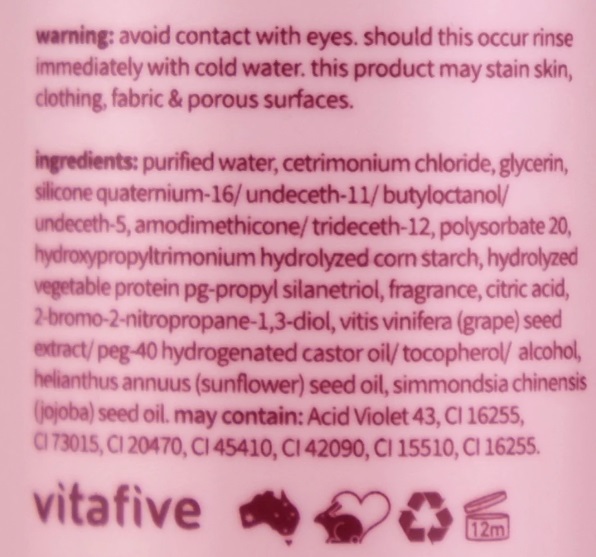 warning: avoid contact with eyes. should this occur rinse
immediately with cold water. this product may stain skin,
clothing, fabric & porous surfaces.
ingredients: purified water, cetrimonium chloride, glycerin,
silicone quaternium-16/ undeceth-11/ butyloctanol/
undeceth-5, amodimethicone/ trideceth-12, polysorbate 20,
hydroxypropyltrimonium hydrolyzed corn starch, hydrolyzed
vegetable protein pg-propyl silanetriol, fragrance, citric acid,
2-bromo-2-nitropropane-1,3-diol, vitis vinifera (grape) seed
extract/ peg-40 hydrogenated castor oil/ tocopherol/ alcohol,
helianthus annuus (sunflower) seed oil, simmondsia chinensis
(jojoba) seed oil. may contain: Acid Violet 43, CI 16255,
CI 73015, CI 20470, CI 45410, CI 42090, CI 15510, CI 16255.
vitafive
12m